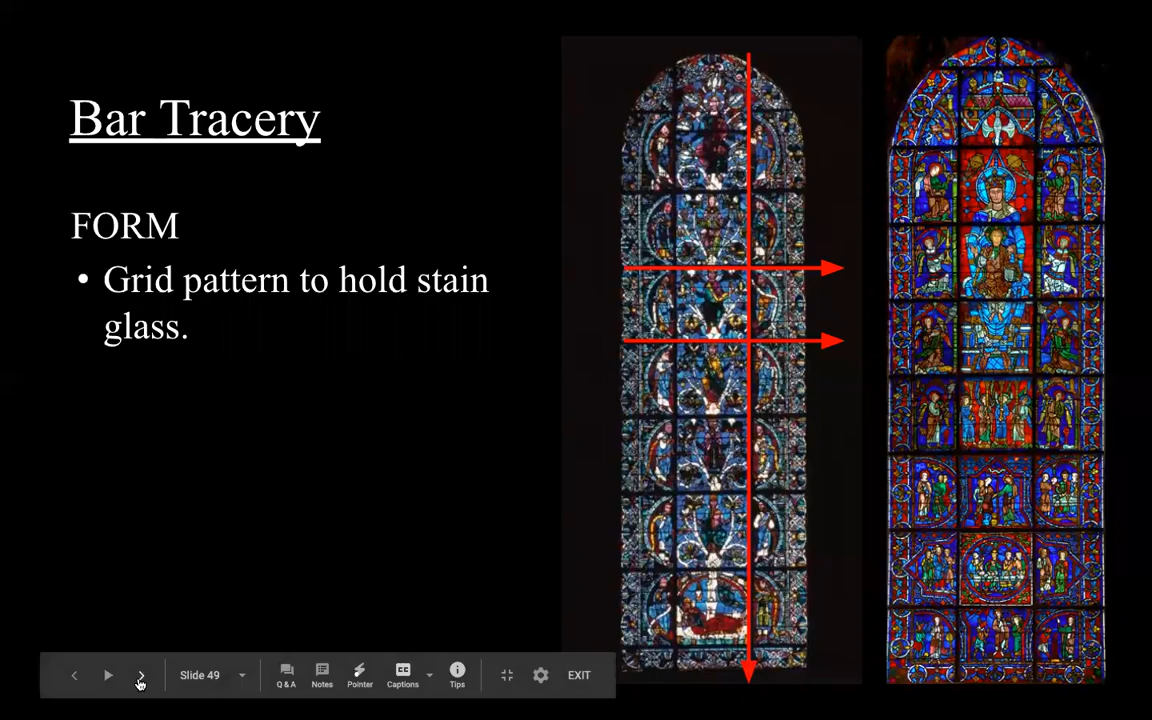 Bar Tracery
FORM
• Grid pattern to hold stain
glass.
Slide 49
Q & A
Notes
Pointer
Captions
Tips
EXIT